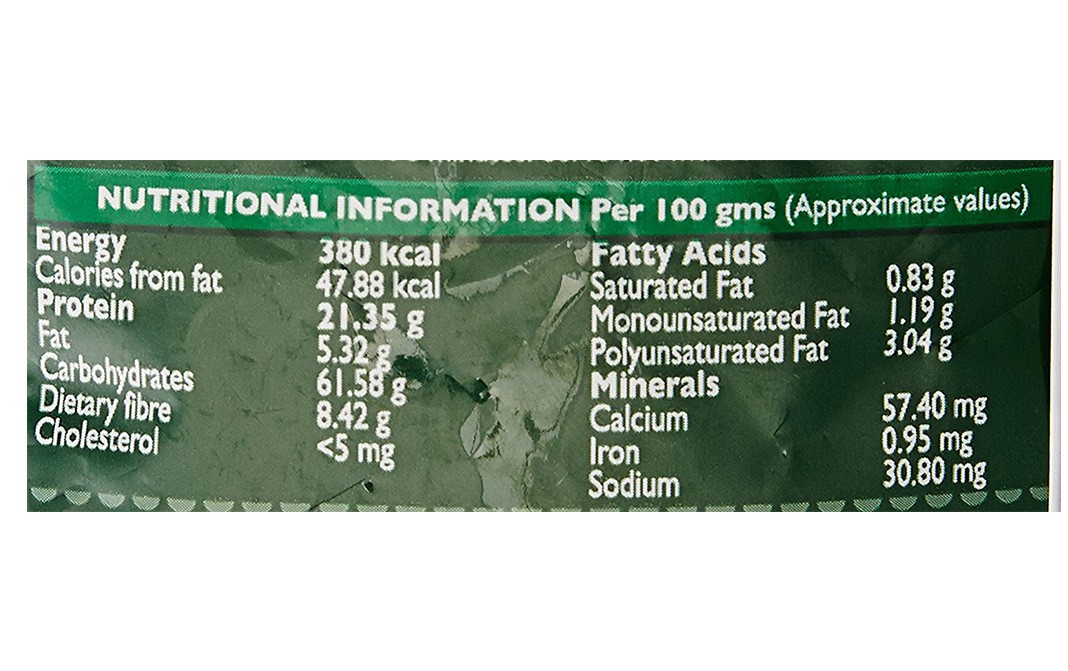 NUTRITIONAL INFORMATION Per 100 gms (Approximate values)
Energy 380 kcal
Calories from fat 47.88 kcal
Protein 21.35 g
Fat 5.32 g
Carbohydrates 61.58 g
Dietary fibre 8.42 g
Cholesterol <5 mg
Fatty Acids
Saturated Fat 0.83 g
Monounsaturated Fat 1.19 g
Polyunsaturated Fat 3.04 g
Minerals
Calcium 57.40 mg
Iron 0.95 mg
Sodium 30.80 mg